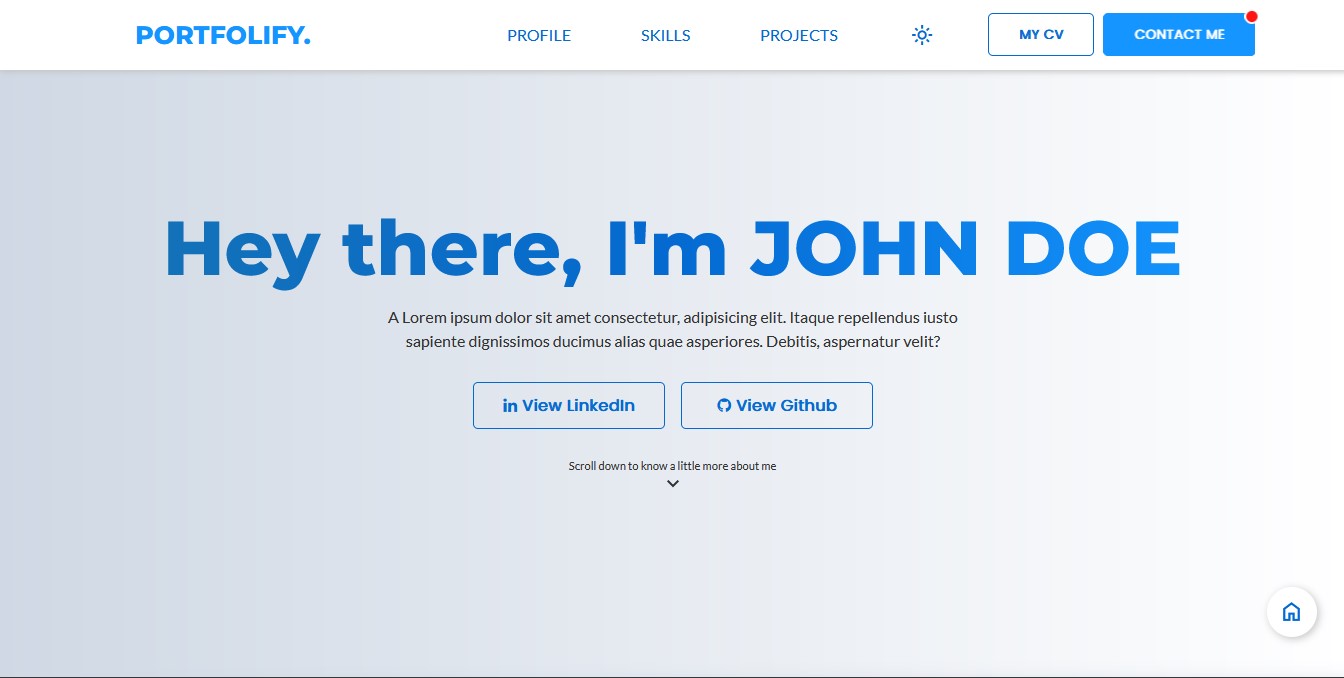 PORTFOLIFY.
PROFILE
SKILLS
PROJECTS
MY CV
CONTACT ME
Hey there, I'm JOHN DOE
A Lorem ipsum dolor sit amet consectetur, adipisicing elit. Itaque repellendus iusto
sapiente dignissimos ducimus alias quae asperiores. Debitis, aspernatur velit?
View LinkedIn
View Github
Scroll down to know a little more about me